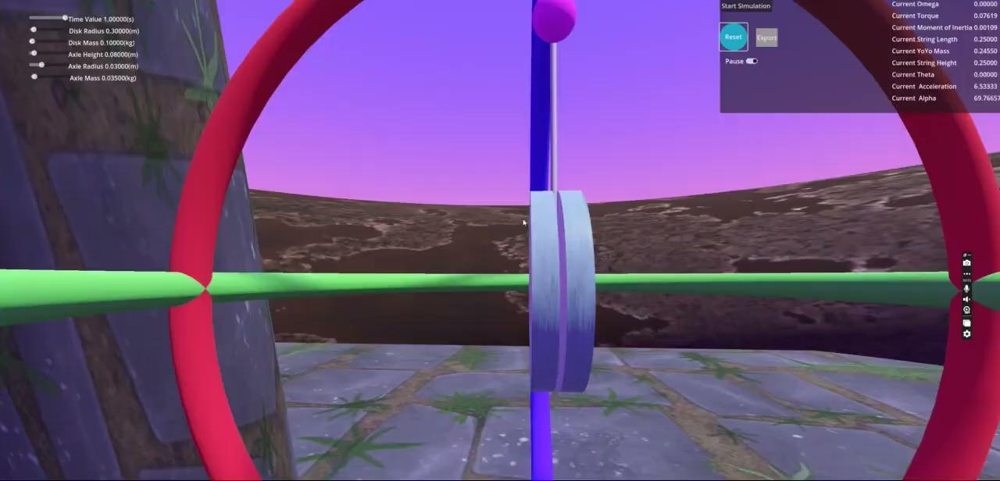 Time Value 1.00000(s)
Disk Radius 0.30000(m)
Disk Mass 0.10000(kg)
Axle Height 0.08000(m)
Axle Radius 0.03000(m)
Axle Mass 0.03500(kg)
Start Simulation
Reset
Export
Pause
Current Omega 0.00000
Current Torque 0.07619
Current Moment of Inertia 0.00109
Current String Length 0.25000
Current YoYo Mass 0.24550
Current String Height 0.25000
Current Theta 0.00000
Current Acceleration 6.53333
Current Alpha 69.76657